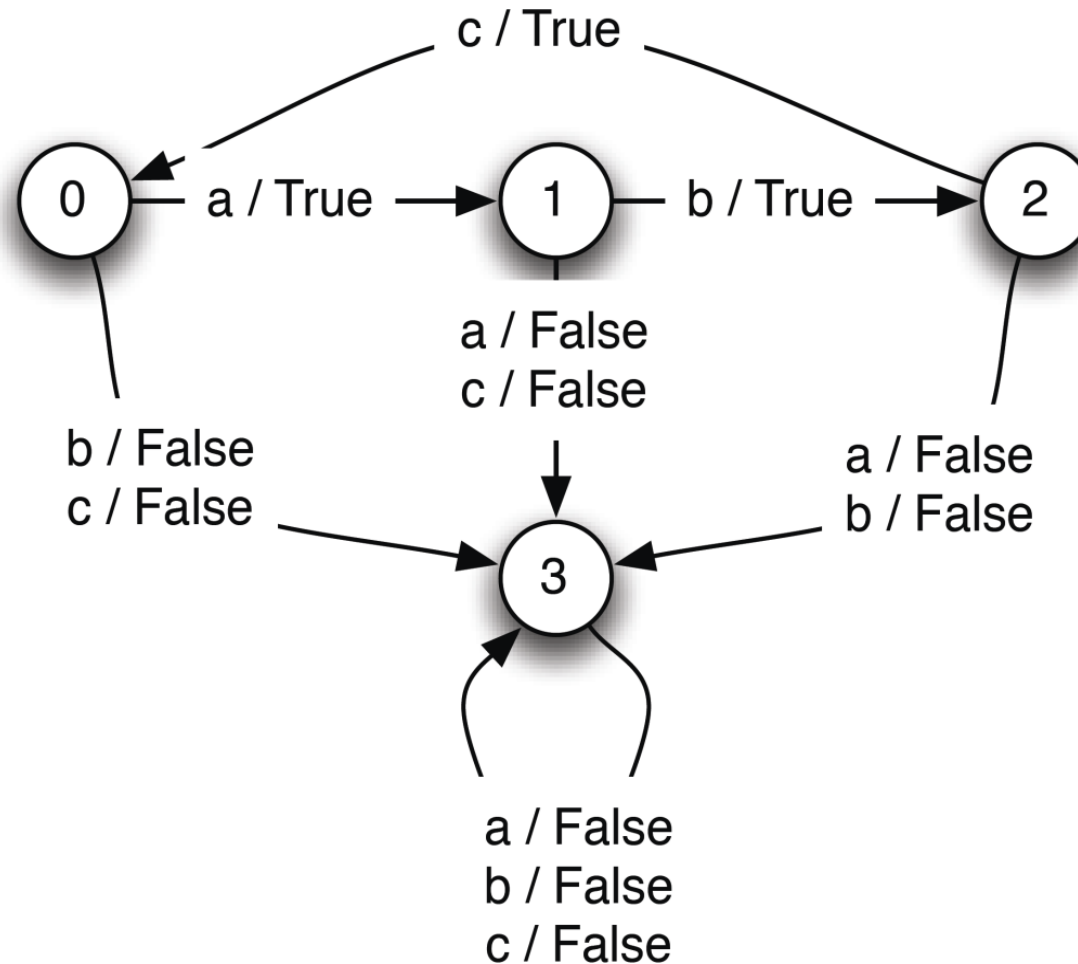 c / True
0
a / True
1
b / True
2
a / False
c / False
b / False
c / False
a / False
b / False
3
a / False
b / False
c / False